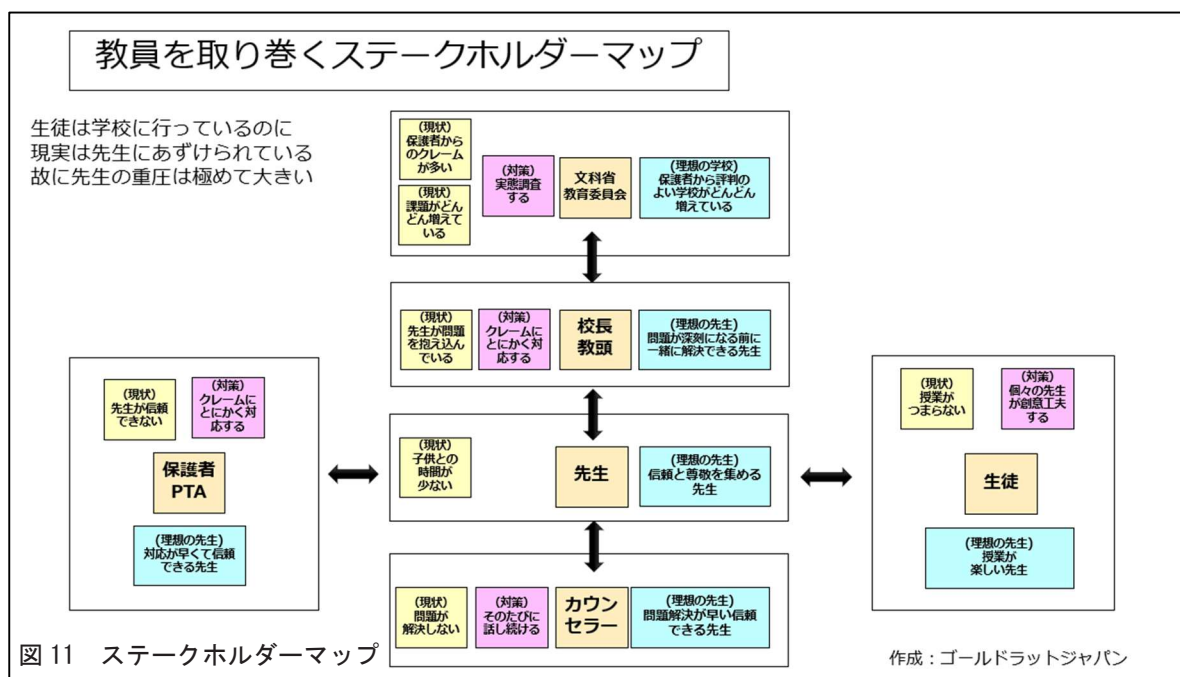 教員を取り巻くステークホルダーマップ
生徒は学校に行っているのに
現実は先生にあずけられている
故に先生の重圧は極めて大きい
(現状)
保護者から
のクレーム
が多い
(現状)
課題がどん
どん増えて
いる
(対策)
実態調査
する
文科省
教育委員会
(理想の学校)
保護者から評判の
よい学校がどんどん
増えている
(現状)
先生が問題
を抱え込ん
でいる
(対策)
クレームに
とにかく対
応する
校長
教頭
(理想の先生)
問題が深刻になる前に
一緒に解決できる先生
(現状)
先生が信頼
できない
(対策)
クレームに
とにかく対
応する
保護者
PTA
(理想の先生)
対応が早くて信頼
できる先生
(現状)
子供との
時間が
少ない
先生
(理想の先生)
信頼と尊敬を集める
先生
(現状)
授業が
つまらない
(対策)
個々の先生
が創意工夫
する
生徒
(理想の先生)
授業が
楽しい先生
(現状)
問題が
解決しない
(対策)
そのたびに
話し続ける
カウン
セラー
(理想の先生)
問題解決が早い信頼
できる先生
図 11 ステークホルダーマップ
作成：ゴールドラットジャパン